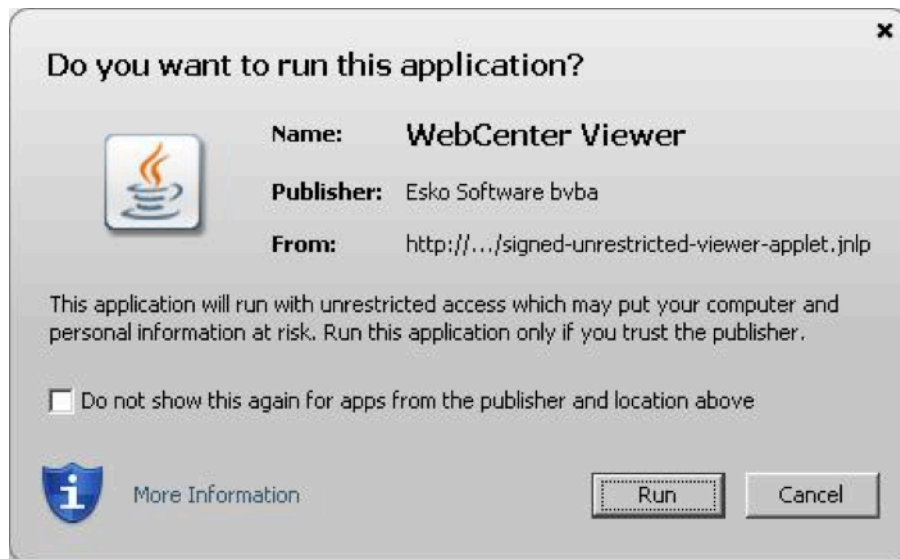 Do you want to run this application?
Name: WebCenter Viewer
Publisher: Esko Software bvba
From: http://.../signed-unrestricted-viewer-applet.jnlp
This application will run with unrestricted access which may put your computer and
personal information at risk. Run this application only if you trust the publisher.
Do not show this again for apps from the publisher and location above
More Information
Run Cancel